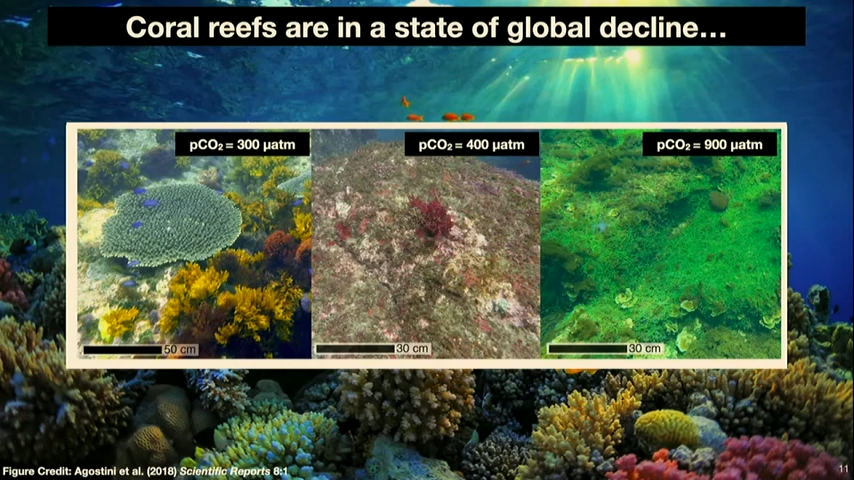 Coral reefs are in a state of global decline...
pCO₂ = 300 µatm
pCO₂ = 400 µatm
pCO₂ = 900 µatm
50 cm
30 cm
30 cm
Figure Credit: Agostini et al. (2018) Scientific Reports 8:1
11